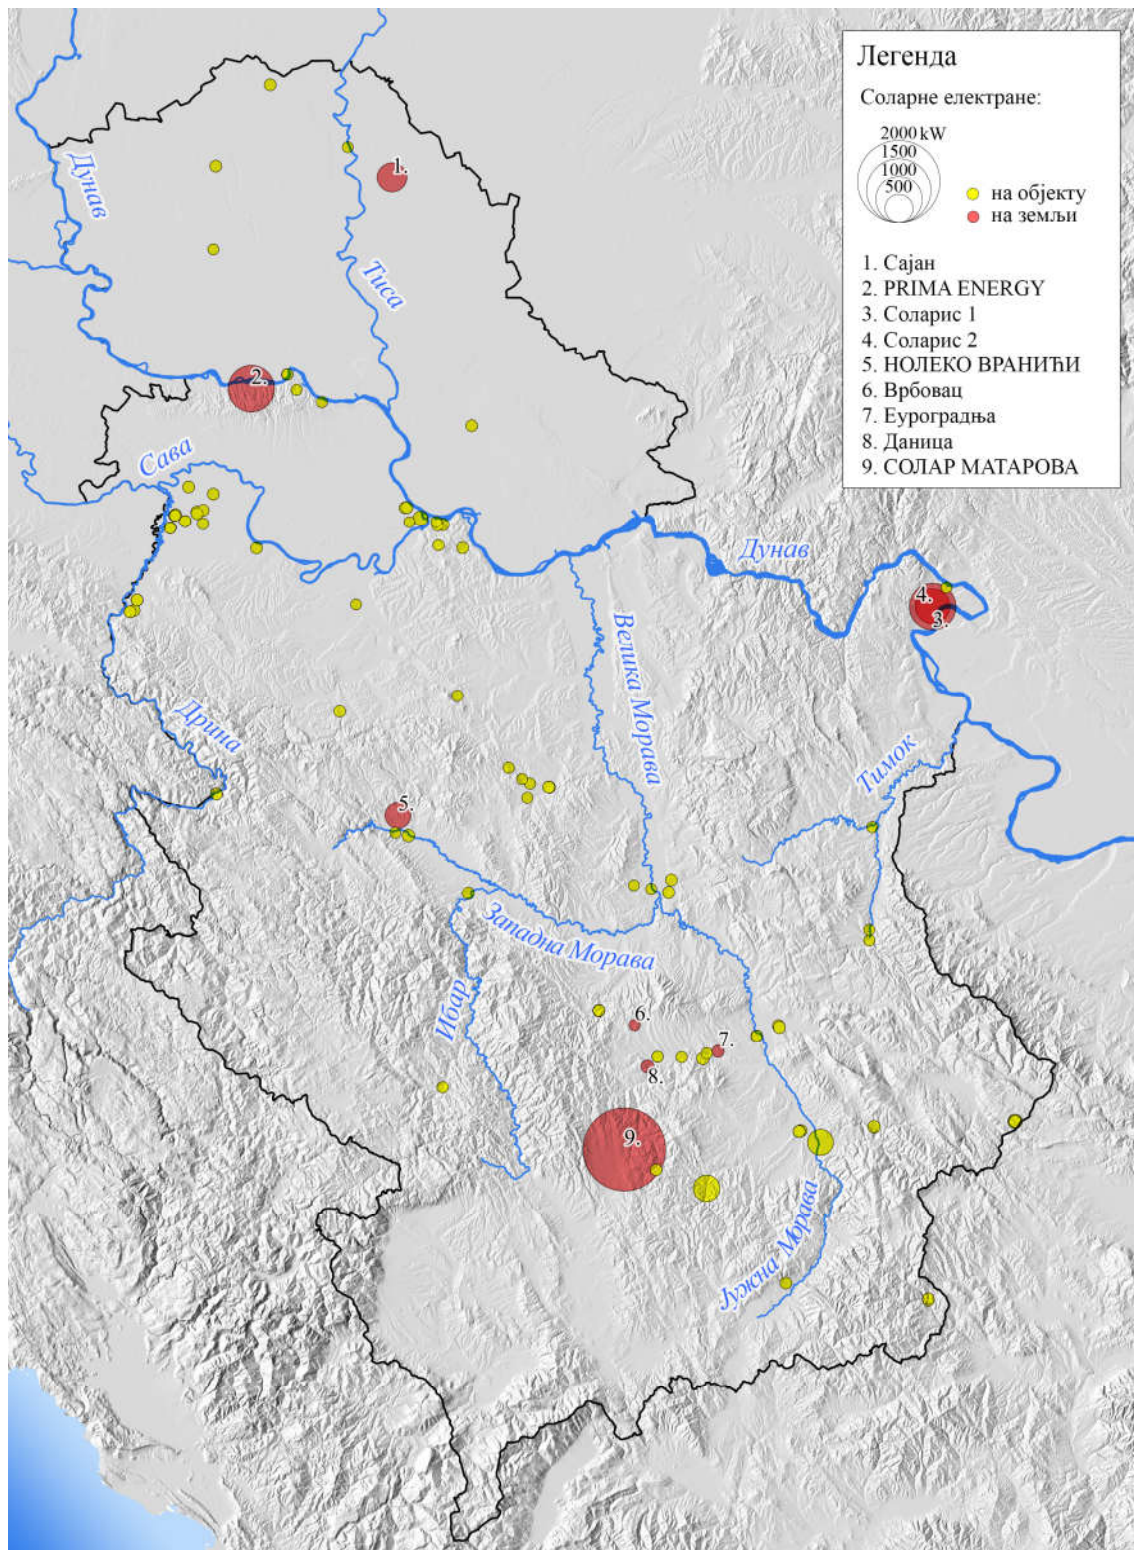 Легенда
Соларне електране:
2000 kW
1500
1000
500
на објекту
на земљи
1. Сајан
2. PRIMA ENERGY
3. Соларис 1
4. Соларис 2
5. НОЛЕКО ВРАНИЋИ
6. Врбовац
7. Еуроградња
8. Даница
9. СОЛАР МАТАРОВА
Дунав
1.
Тиса
2.
Сава
Дунав
4.
3.
Велика Морава
Дрина
Тимок
5.
Западна Морава
Ибар
6.
7.
8.
9.
Јужна Морава